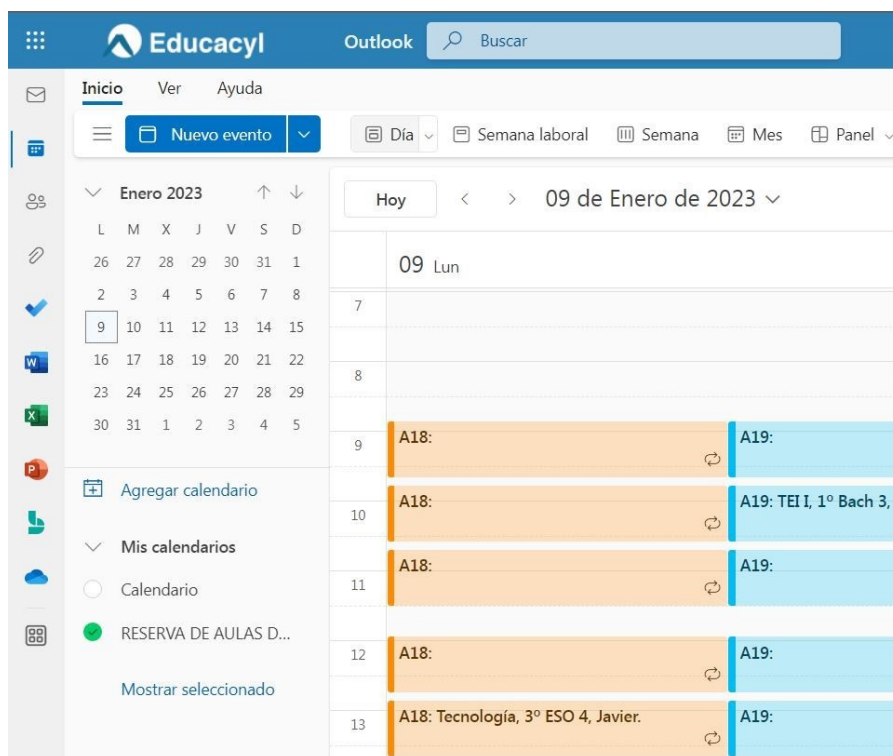 Educacyl
Outlook
Buscar
Inicio Ver Ayuda
Nuevo evento
Día Semana laboral Semana Mes Panel
Enero 2023
L M X J V S D
26 27 28 29 30 31 1
2 3 4 5 6 7 8
9 10 11 12 13 14 15
16 17 18 19 20 21 22
23 24 25 26 27 28 29
30 31 1 2 3 4 5
Agregar calendario
Mis calendarios
Calendario
RESERVA DE AULAS D...
Mostrar seleccionado
Hoy 09 de Enero de 2023
09 Lun
7
8
9 A18: A19:
10 A18: A19: TEI I, 1º Bach 3,
11 A18: A19:
12 A18: A19:
13 A18: Tecnología, 3º ESO 4, Javier. A19: